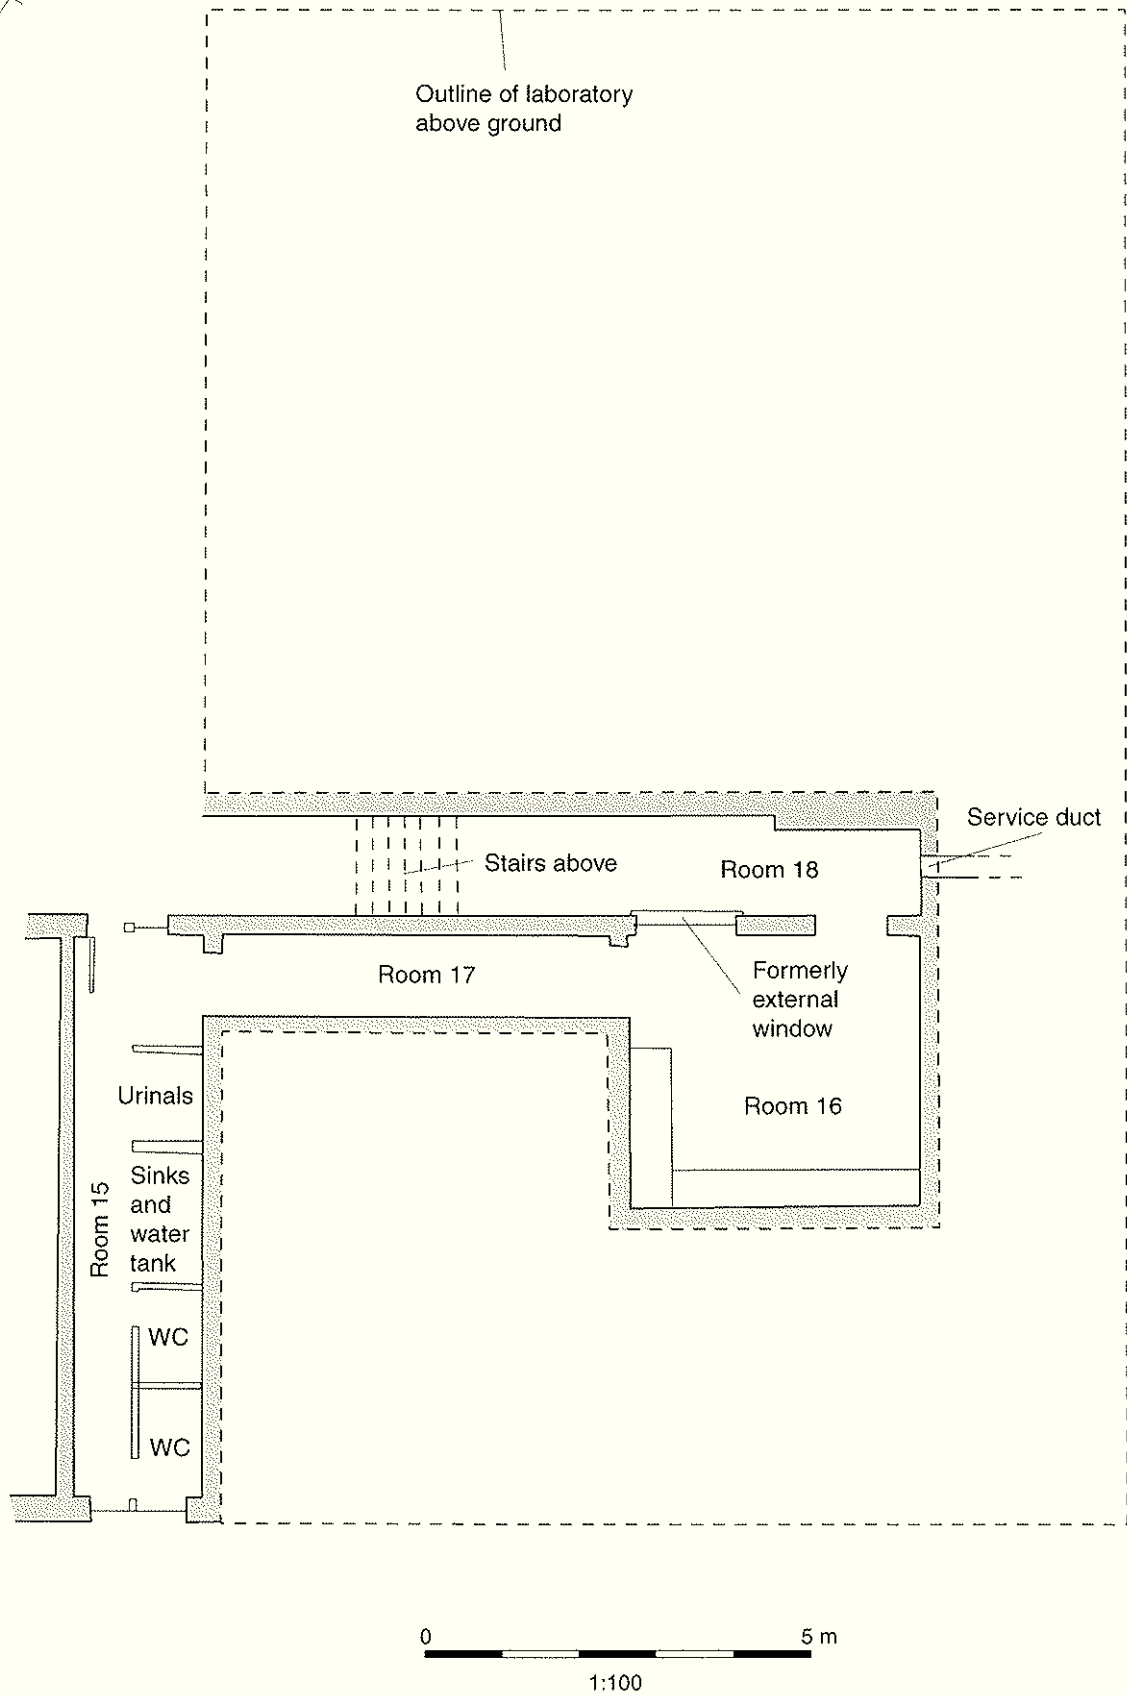 Outline of laboratory
above ground
Service duct
Stairs above
Room 18
Room 17
Formerly
external
window
Urinals
Room 16
Room 15
Sinks
and
water
tank
WC
WC
0
5 m
1:100